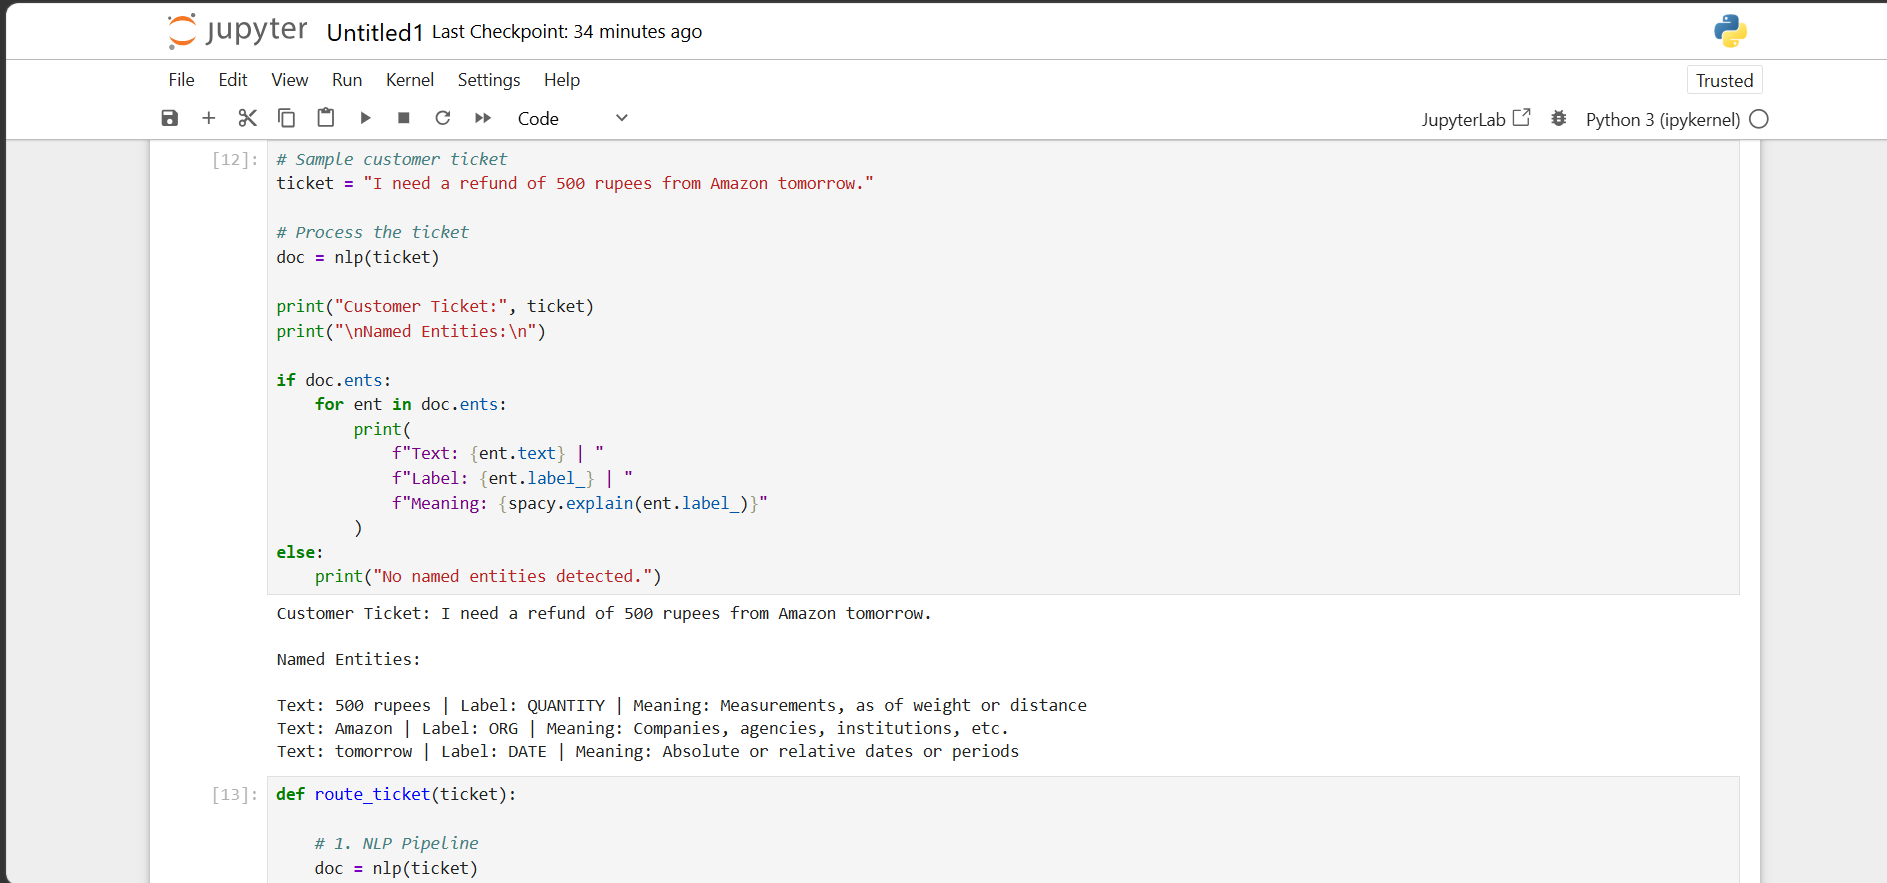 jupyter Untitled1 Last Checkpoint: 34 minutes ago
File Edit View Run Kernel Settings Help
Trusted
Code
JupyterLab Python 3 (ipykernel)
[12]: # Sample customer ticket
ticket = "I need a refund of 500 rupees from Amazon tomorrow."
# Process the ticket
doc = nlp(ticket)
print("Customer Ticket:", ticket)
print("\nNamed Entities:\n")
if doc.ents:
    for ent in doc.ents:
        print(
            f"Text: {ent.text} | "
            f"Label: {ent.label_} | "
            f"Meaning: {spacy.explain(ent.label_)}"
        )
else:
    print("No named entities detected.")
Customer Ticket: I need a refund of 500 rupees from Amazon tomorrow.
Named Entities:
Text: 500 rupees | Label: QUANTITY | Meaning: Measurements, as of weight or distance
Text: Amazon | Label: ORG | Meaning: Companies, agencies, institutions, etc.
Text: tomorrow | Label: DATE | Meaning: Absolute or relative dates or periods
[13]: def route_ticket(ticket):
    # 1. NLP Pipeline
    doc = nlp(ticket)